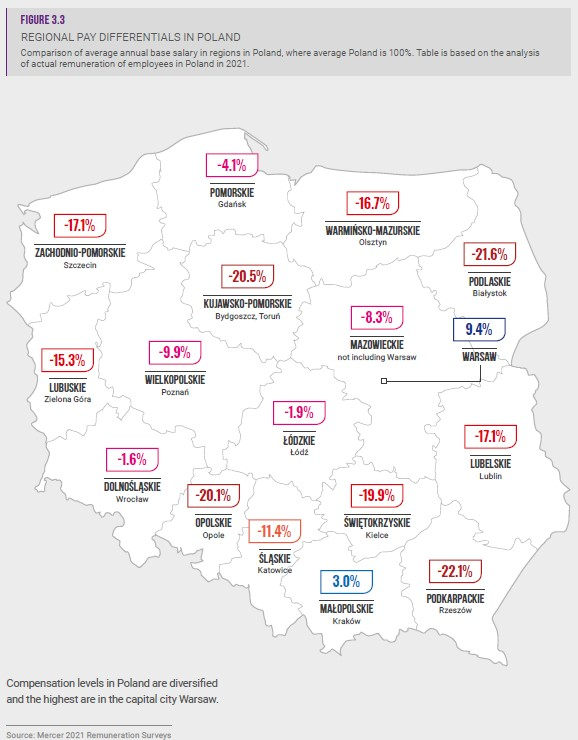 FIGURE 3.3
REGIONAL PAY DIFFERENTIALS IN POLAND
Comparison of average annual base salary in regions in Poland, where average Poland is 100%. Table is based on the analysis
of actual remuneration of employees in Poland in 2021.
-4.1%
POMORSKIE
Gdańsk
-16.7%
WARMIŃSKO-MAZURSKIE
Olsztyn
-17.1%
ZACHODNIO-POMORSKIE
Szczecin
-21.6%
PODLASKIE
Białystok
-20.5%
KUJAWSKO-POMORSKIE
Bydgoszcz, Toruń
-8.3%
MAZOWIECKIE
not including Warsaw
9.4%
WARSAW
-15.3%
LUBUSKIE
Zielona Góra
-9.9%
WIELKOPOLSKIE
Poznań
-1.9%
ŁÓDZKIE
Łódź
-17.1%
LUBELSKIE
Lublin
-1.6%
DOLNOŚLĄSKIE
Wrocław
-20.1%
OPOLSKIE
Opole
-19.9%
ŚWIĘTOKRZYSKIE
Kielce
-11.4%
ŚLĄSKIE
Katowice
3.0%
MAŁOPOLSKIE
Kraków
-22.1%
PODKARPACKIE
Rzeszów
Compensation levels in Poland are diversified
and the highest are in the capital city Warsaw.
Source: Mercer 2021 Remuneration Surveys